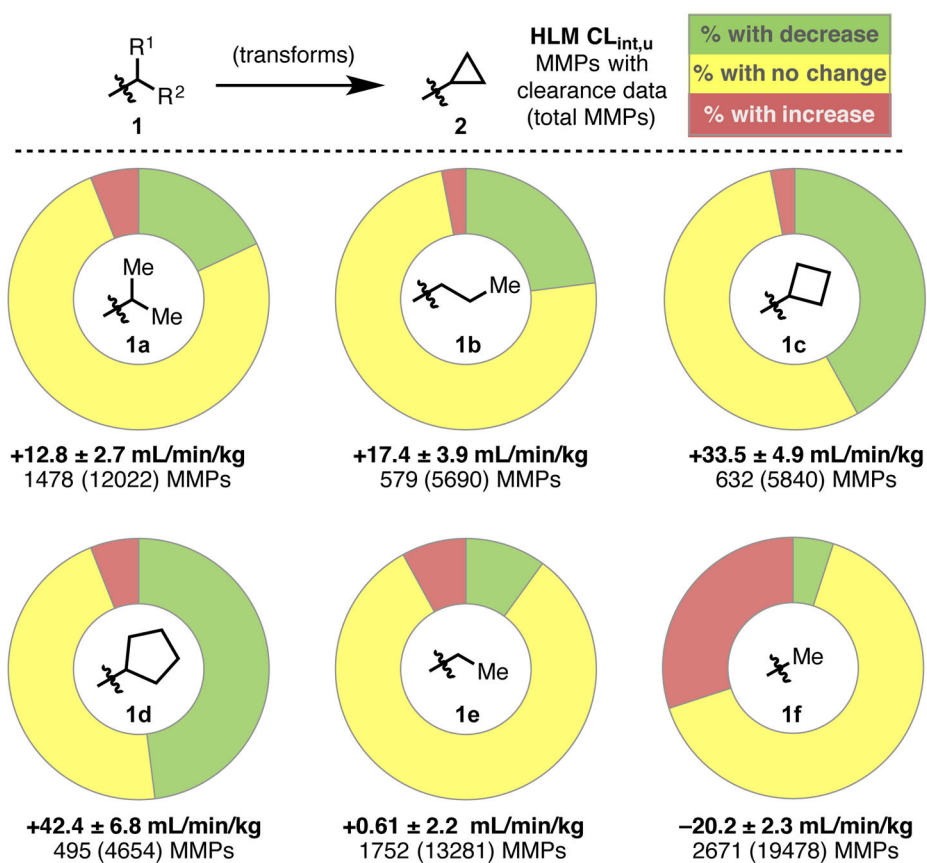 R1
R2
1
(transforms)
2
HLM CLint,u
MMPs with
clearance data
(total MMPs)
% with decrease
% with no change
% with increase
Me
Me
1a
Me
1b
1c
+12.8 ± 2.7 mL/min/kg
1478 (12022) MMPs
+17.4 ± 3.9 mL/min/kg
579 (5690) MMPs
+33.5 ± 4.9 mL/min/kg
632 (5840) MMPs
1d
Me
1e
Me
1f
+42.4 ± 6.8 mL/min/kg
495 (4654) MMPs
+0.61 ± 2.2 mL/min/kg
1752 (13281) MMPs
−20.2 ± 2.3 mL/min/kg
2671 (19478) MMPs